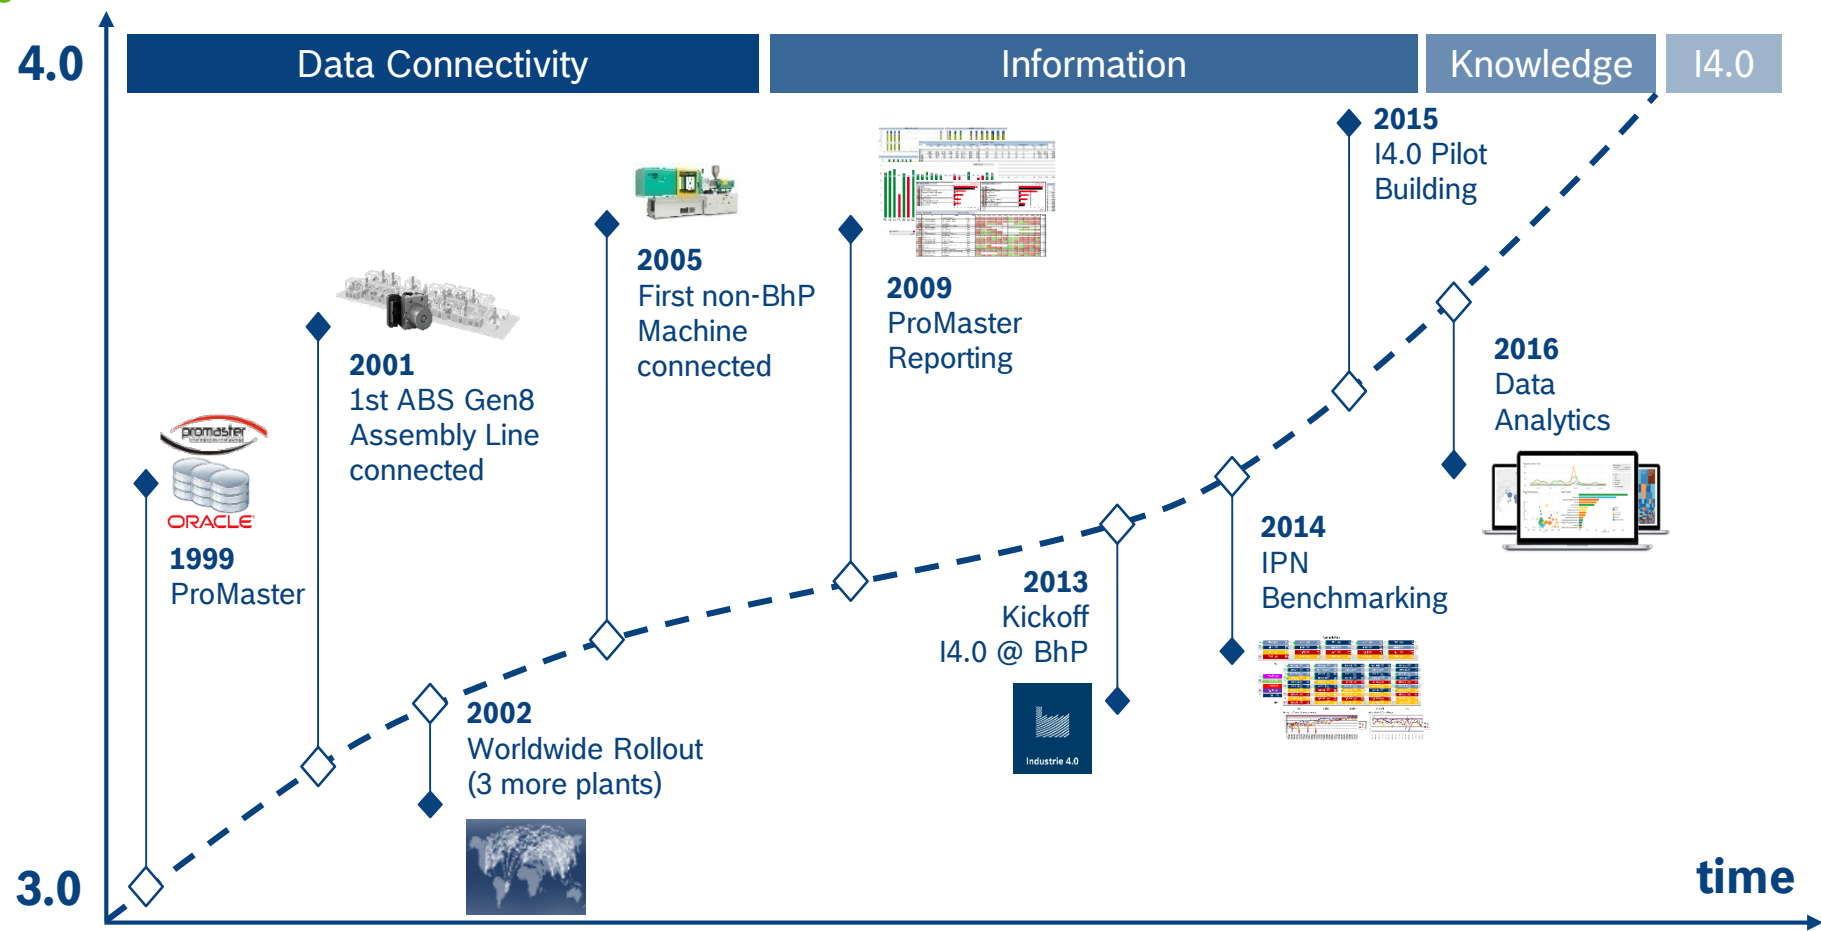 4.0
Data Connectivity
Information
Knowledge
I4.0
2015
I4.0 Pilot
Building
2005
First non-BhP
Machine
connected
2009
ProMaster
Reporting
2001
1st ABS Gen8
Assembly Line
connected
2016
Data
Analytics
promaster
ORACLE
1999
ProMaster
2013
Kickoff
I4.0 @ BhP
Industrie 4.0
2014
IPN
Benchmarking
2002
Worldwide Rollout
(3 more plants)
3.0
time